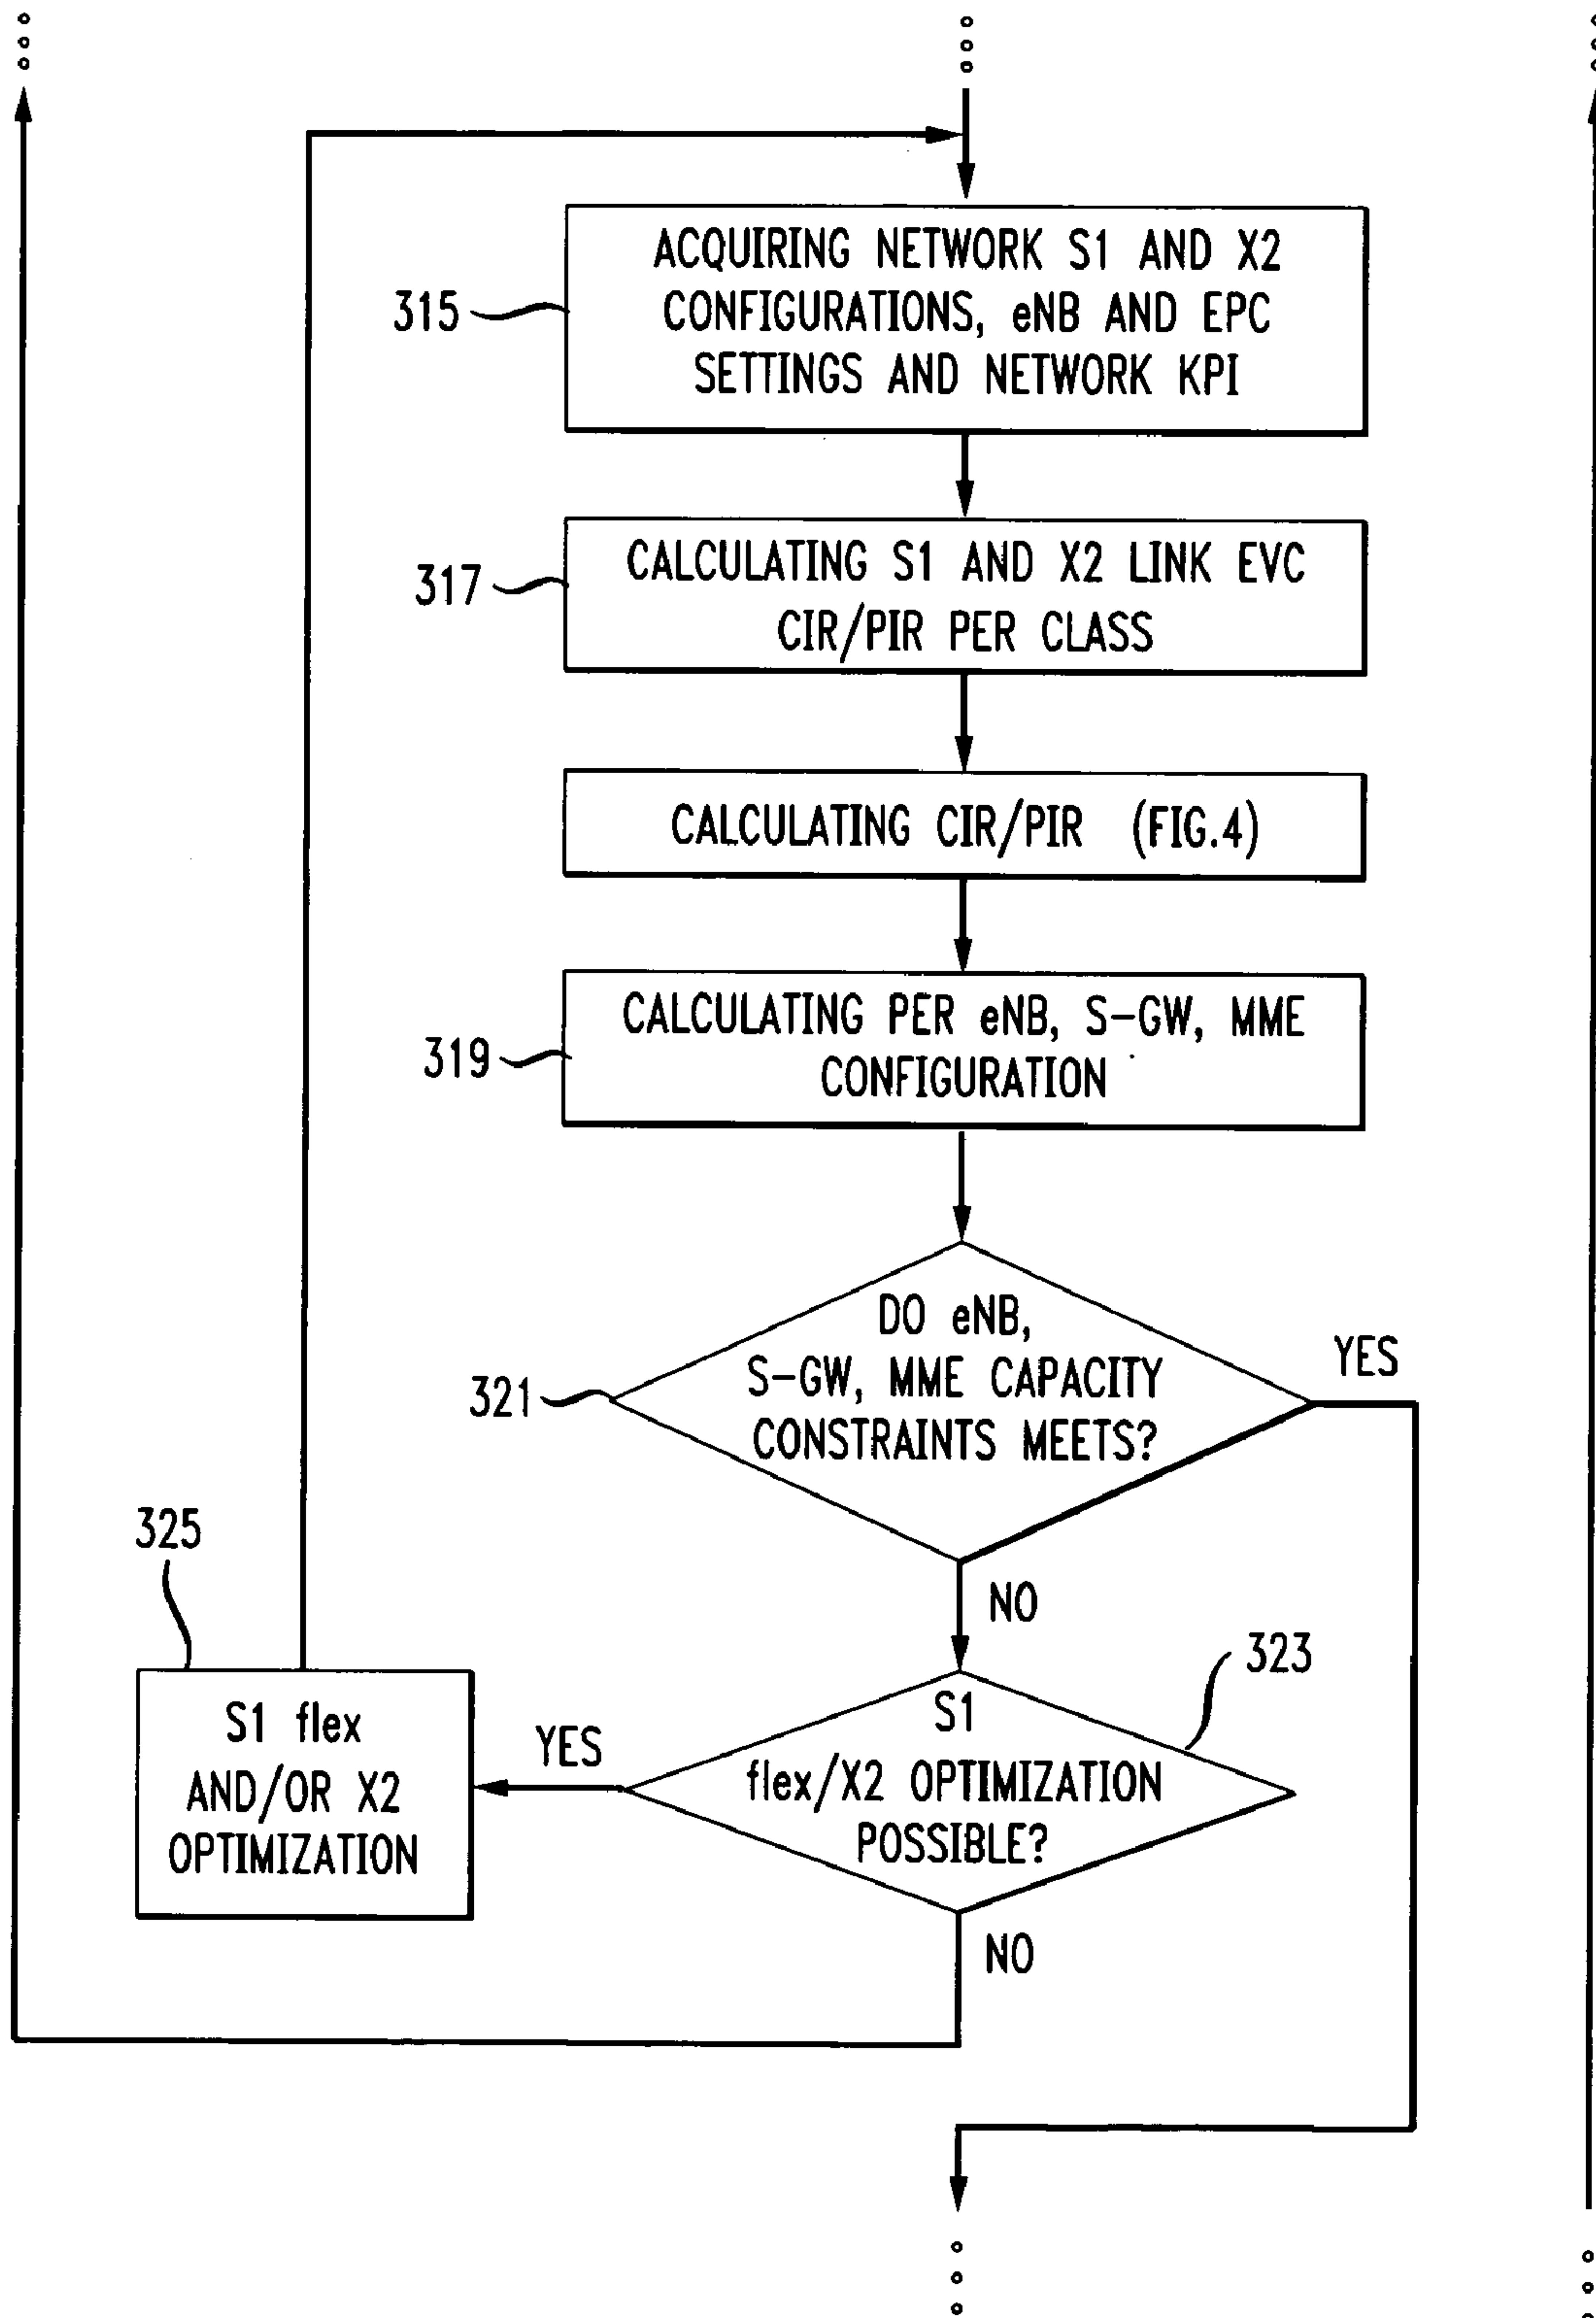 315
ACQUIRING NETWORK S1 AND X2
CONFIGURATIONS, eNB AND EPC
SETTINGS AND NETWORK KPI
317
CALCULATING S1 AND X2 LINK EVC
CIR/PIR PER CLASS
CALCULATING CIR/PIR (FIG.4)
319
CALCULATING PER eNB, S-GW, MME
CONFIGURATION
321
DO eNB,
S-GW, MME CAPACITY
CONSTRAINTS MEETS?
YES
NO
323
S1
flex/X2 OPTIMIZATION
POSSIBLE?
YES
NO
325
S1 flex
AND/OR X2
OPTIMIZATION